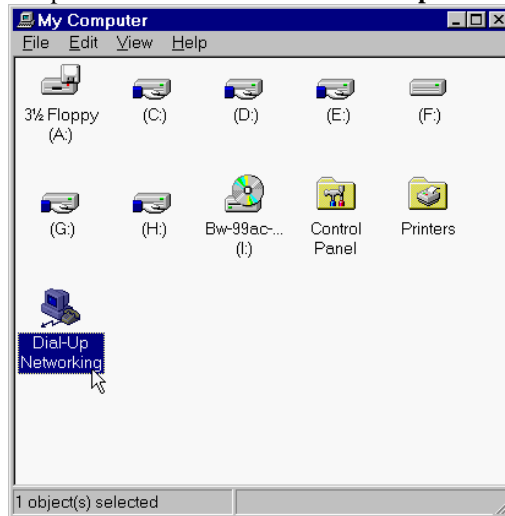 My Computer
File Edit View Help
3½ Floppy
(A:)
(C:)
(D:)
(E:)
(F:)
(G:)
(H:)
Bw-99ac-...
(I:)
Control
Panel
Printers
Dial-Up
Networking
1 object(s) selected